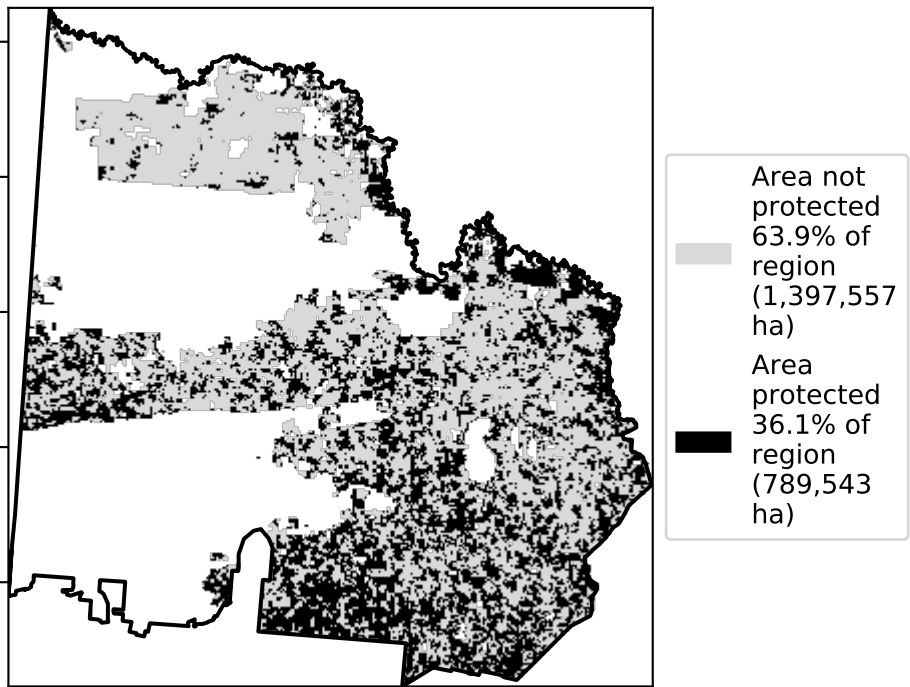 Area not
protected
63.9% of
region
(1,397,557
ha)
Area
protected
36.1% of
region
(789,543
ha)